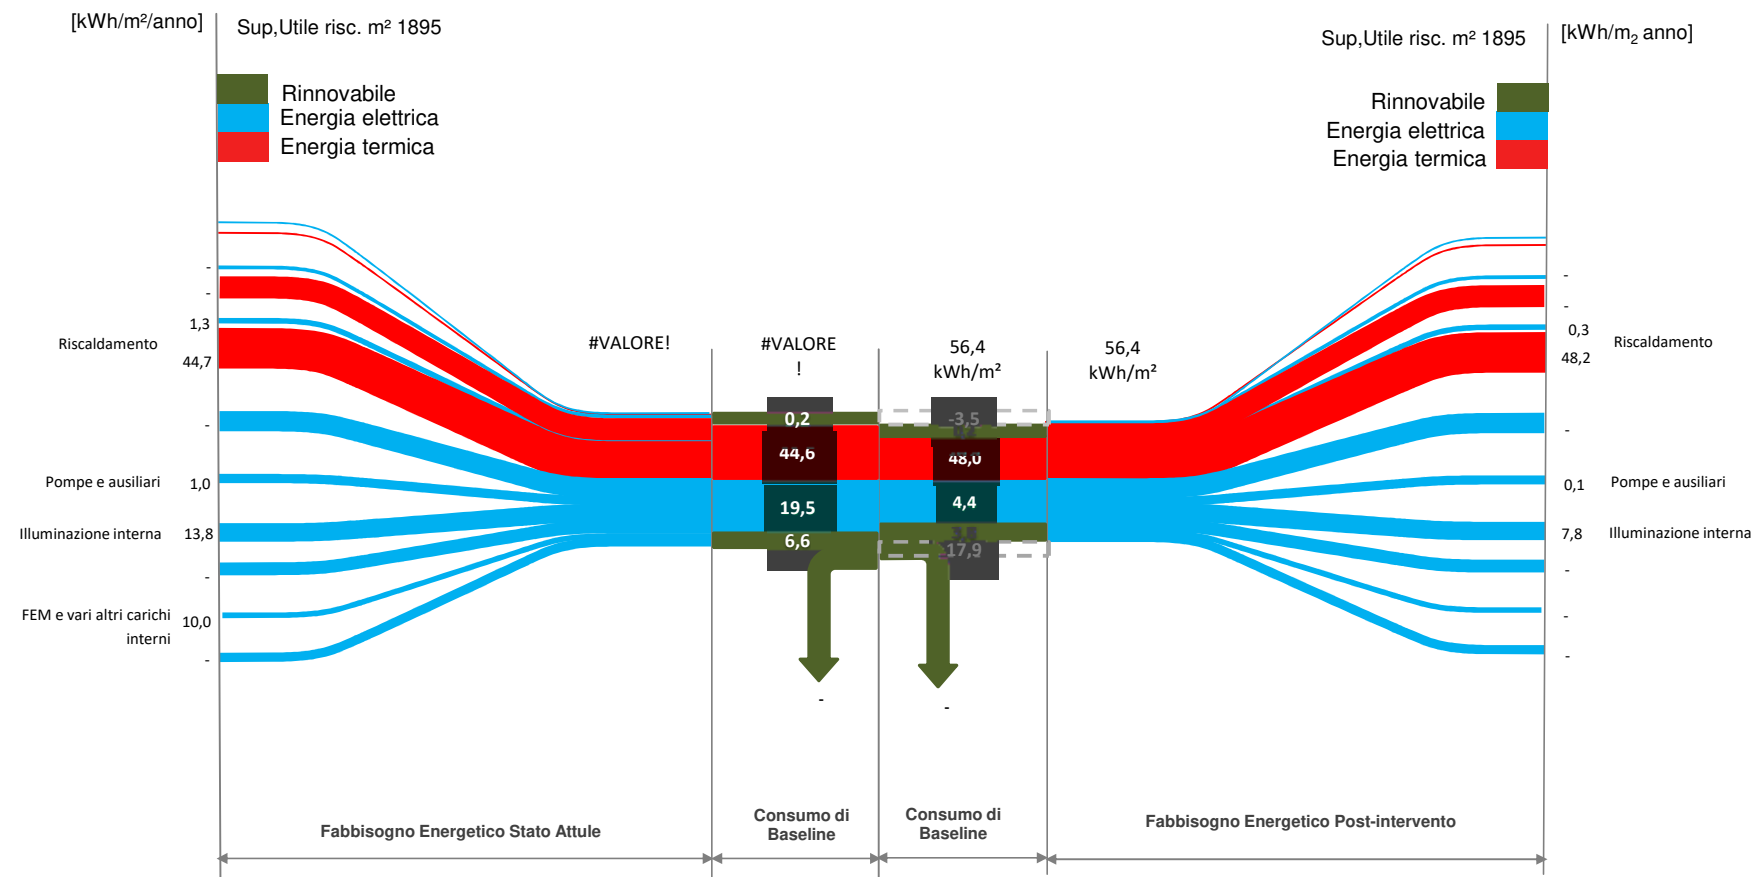 [kWh/m²/anno]
Sup,Utile risc. m² 1895
Sup,Utile risc. m² 1895
[kWh/m₂ anno]
Rinnovabile
Energia elettrica
Energia termica
Rinnovabile
Energia elettrica
Energia termica
-
-
1,3
Riscaldamento
44,7
-
Pompe e ausiliari
1,0
Illuminazione interna
13,8
-
FEM e vari altri carichi
interni
10,0
-
#VALORE!
#VALORE
!
56,4
kWh/m²
56,4
kWh/m²
0,2
44,6
19,5
6,6
-
-3,5
48,0
4,4
17,9
-
-
-
0,3
Riscaldamento
48,2
-
0,1
Pompe e ausiliari
7,8
Illuminazione interna
-
-
-
Fabbisogno Energetico Stato Attule
Consumo di
Baseline
Consumo di
Baseline
Fabbisogno Energetico Post-intervento